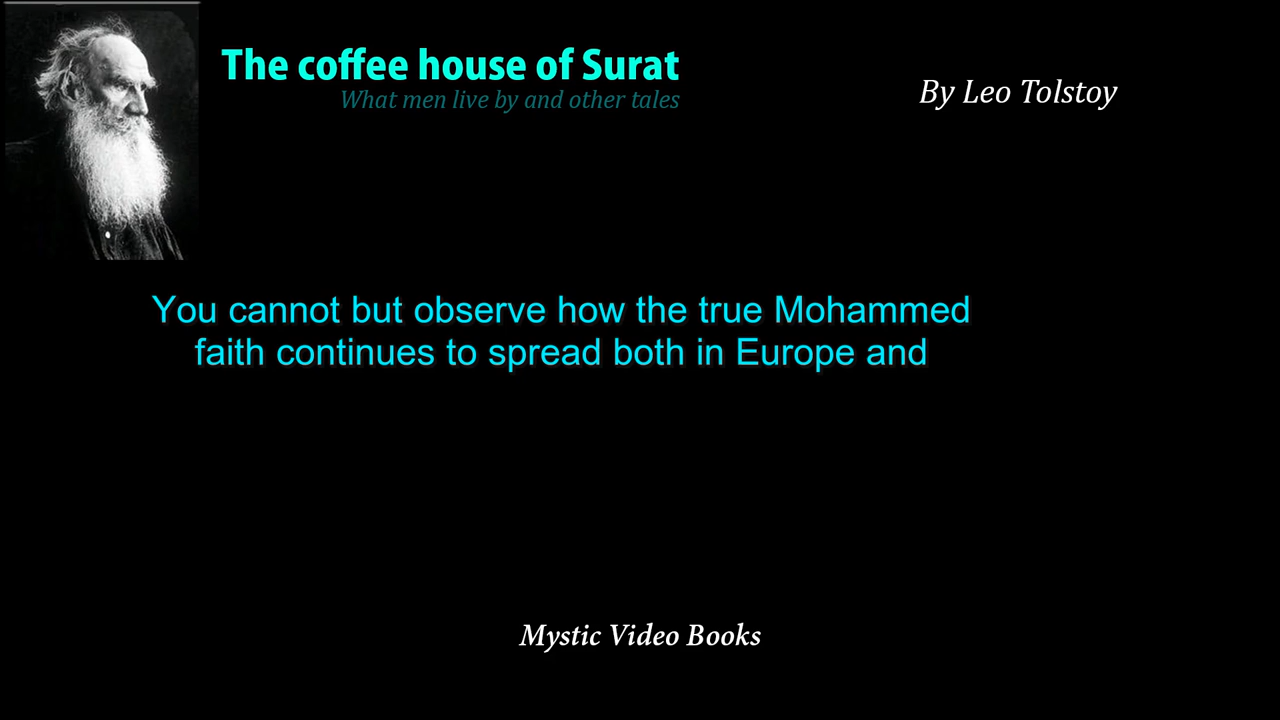 The coffee house of Surat
What men live by and other tales
By Leo Tolstoy
You cannot but observe how the true Mohammed
faith continues to spread both in Europe and
Mystic Video Books